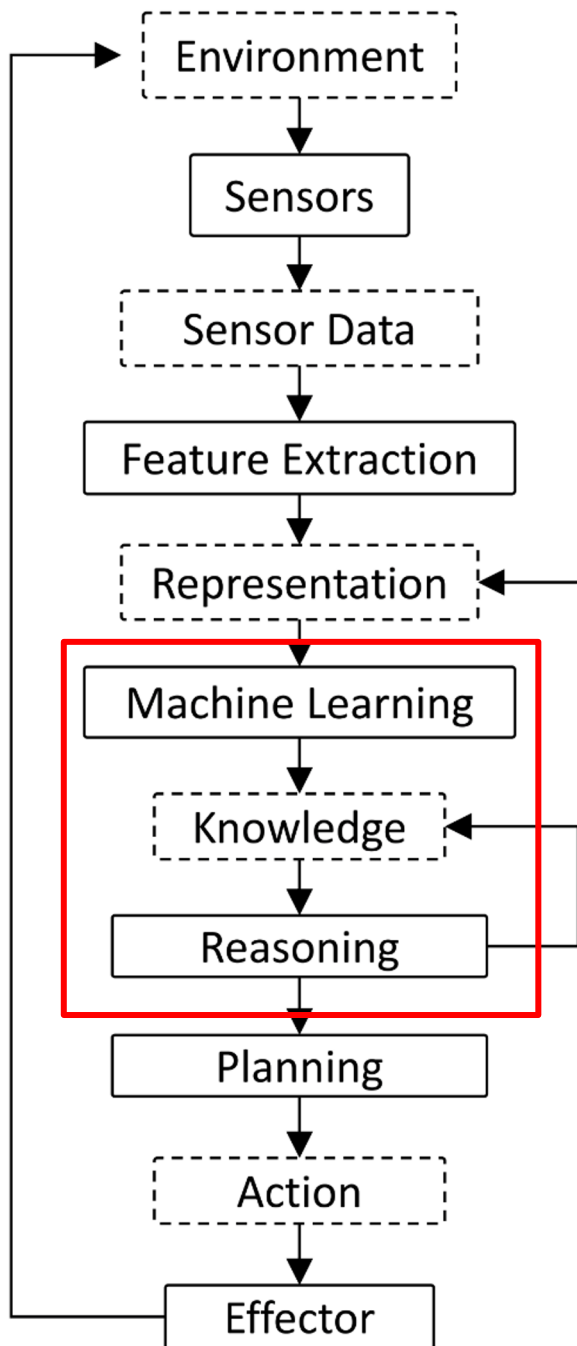 Environment
Sensors
Sensor Data
Feature Extraction
Representation
Machine Learning
Knowledge
Reasoning
Planning
Action
Effector